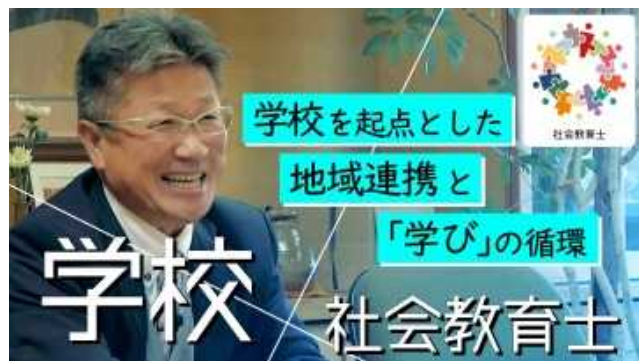 学校を起点とした
地域連携と
「学び」の循環
社会教育士
学校
社会教育士